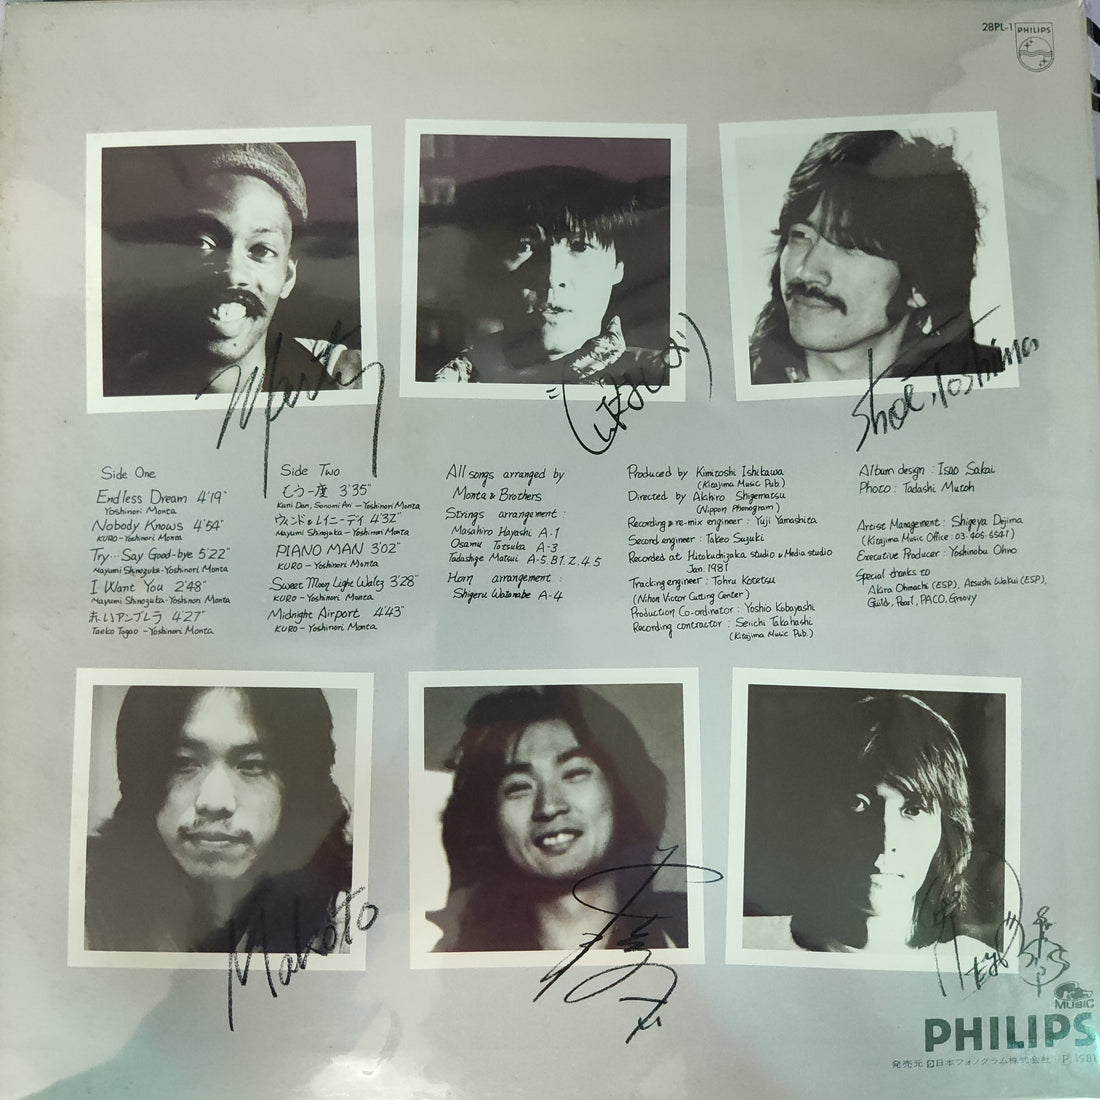 28PL-1
PHILIPS
Marty
Shoe, Toshima
Side One
Endless Dream 4'19"
Yoshinori Monta
Nobody Knows 4'54"
KURO - Yoshinori Monta
Try… Say Good-bye 5'22"
Mayumi Shinozuka - Yoshinori Monta
I Want You 2'48"
Mayumi Shinozuka - Yoshinori Monta
赤いアンブレラ 4'27"
Taeko Togao - Yoshinori Monta
Side Two
もう一度 3'35"
Kani Dan, Sonomi Ari - Yoshinori Monta
ウィンド&レイニーデイ 4'32"
Mayumi Shinozuka - Yoshinori Monta
PIANO MAN 3'02"
KURO - Yoshinori Monta
Sweet Moon Light Waltz 3'28"
KURO - Yoshinori Monta
Midnight Airport 4'43"
KURO - Yoshinori Monta
All songs arranged by
Monta & Brothers
Strings arrangement :
Masahiro Hayashi A-1
Osamu Totsuka A-3
Tadashige Matsui A-5.B1.2.4.5
Horn arrangement :
Shigeru Watanabe A-4
Produced by Kimitoshi Ishikawa
(Kitajima Music Pub.)
Directed by Akihiro Shigematsu
(Nippon Phonogram)
Recording & re-mix engineer : Yuji Yamashita
Second engineer : Takeo Suzuki
Recorded at Hitokuchizaka studio & Media studio
Jan. 1981
Tracking engineer : Tohru Kotetsu
(Nihon Victor Cutting Center)
Production Co-ordinator : Yoshio Kobayashi
Recording contractor : Seiichi Takahashi
(Kitajima Music Pub.)
Album design : Isao Sakai
Photo : Tadashi Mutoh
Artist Management : Shigeya Dejima
(Kitajima Music Office : 03-405-6541)
Executive Producer : Yoshinobu Ohno
Special thanks to
Akira Ohmachi (ESP), Atsushi Wakui (ESP),
Guild, Pearl, PACO, Groovy
Makoto
MUSIC
PHILIPS
発売元 日本フォノグラム株式会社 Ⓟ 1981